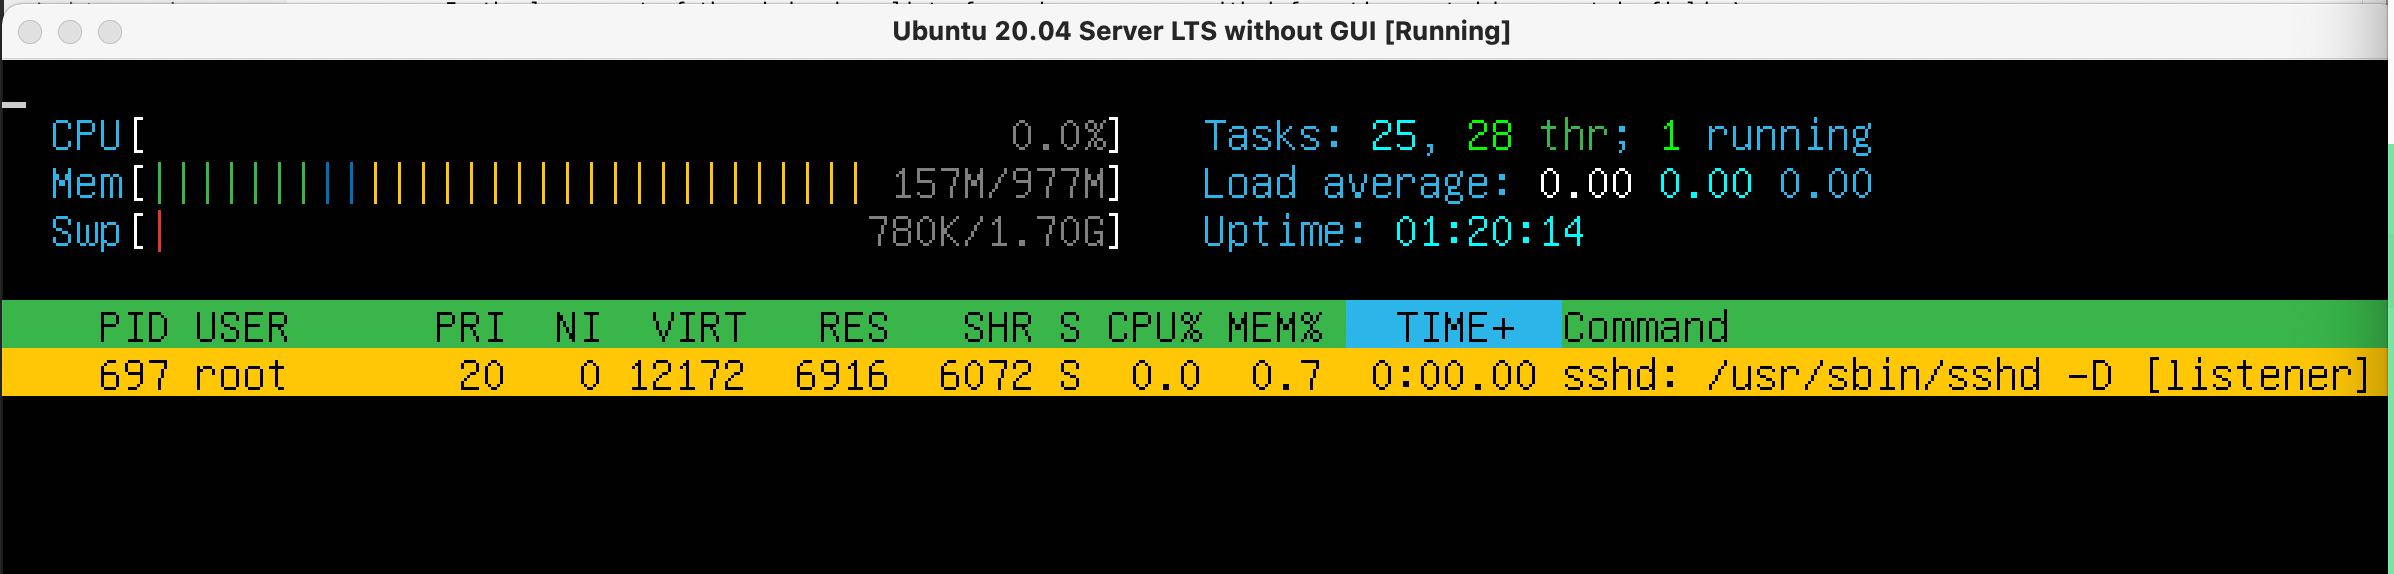 Ubuntu 20.04 Server LTS without GUI [Running]
CPU[ 0.0%] Tasks: 25, 28 thr; 1 running
Mem[||||||||||||||||||||||||||||||157M/977M] Load average: 0.00 0.00 0.00
Swp[| 780K/1.70G] Uptime: 01:20:14
PID USER PRI NI VIRT RES SHR S CPU% MEM% TIME+ Command
697 root 20 0 12172 6916 6072 S 0.0 0.7 0:00.00 sshd: /usr/sbin/sshd -D [listener]